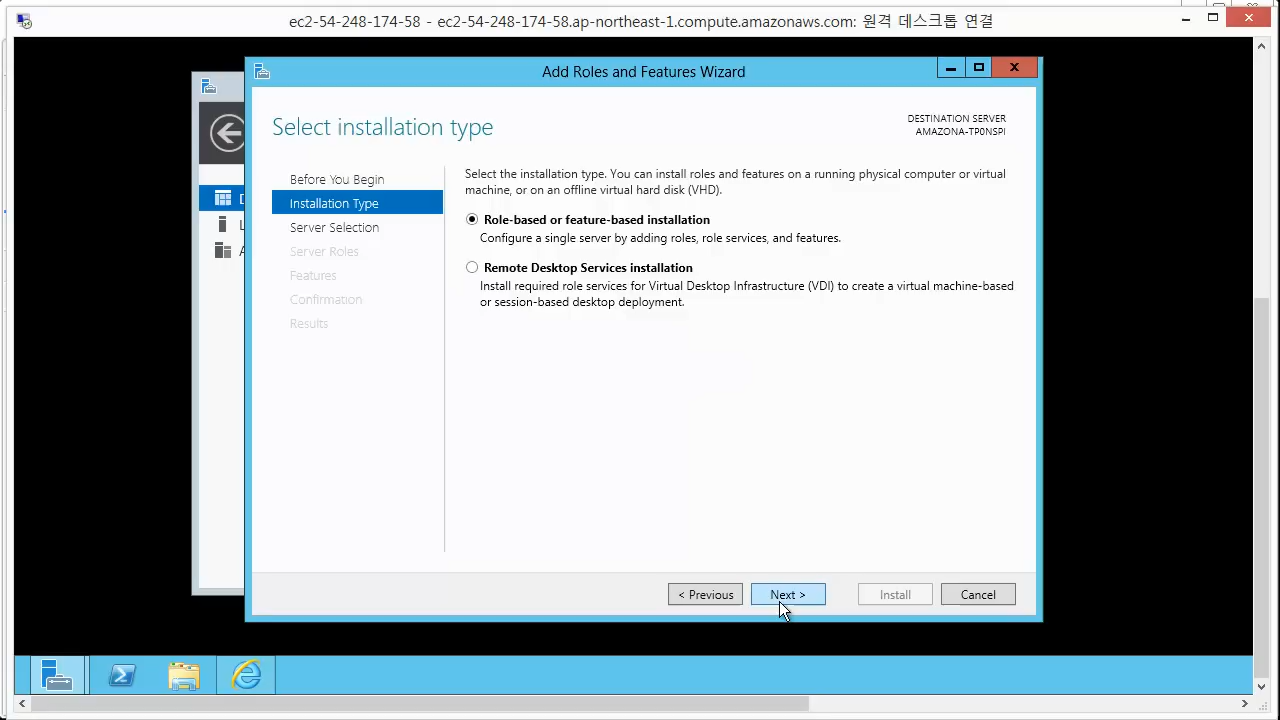 ec2-54-248-174-58 - ec2-54-248-174-58.ap-northeast-1.compute.amazonaws.com: 원격 데스크톱 연결
Add Roles and Features Wizard
Select installation type
DESTINATION SERVER
AMAZONA-TP0NSPI
Before You Begin
Installation Type
Server Selection
Server Roles
Features
Confirmation
Results
Select the installation type. You can install roles and features on a running physical computer or virtual
machine, or on an offline virtual hard disk (VHD).
Role-based or feature-based installation
Configure a single server by adding roles, role services, and features.
Remote Desktop Services installation
Install required role services for Virtual Desktop Infrastructure (VDI) to create a virtual machine-based
or session-based desktop deployment.
< Previous
Next >
Install
Cancel